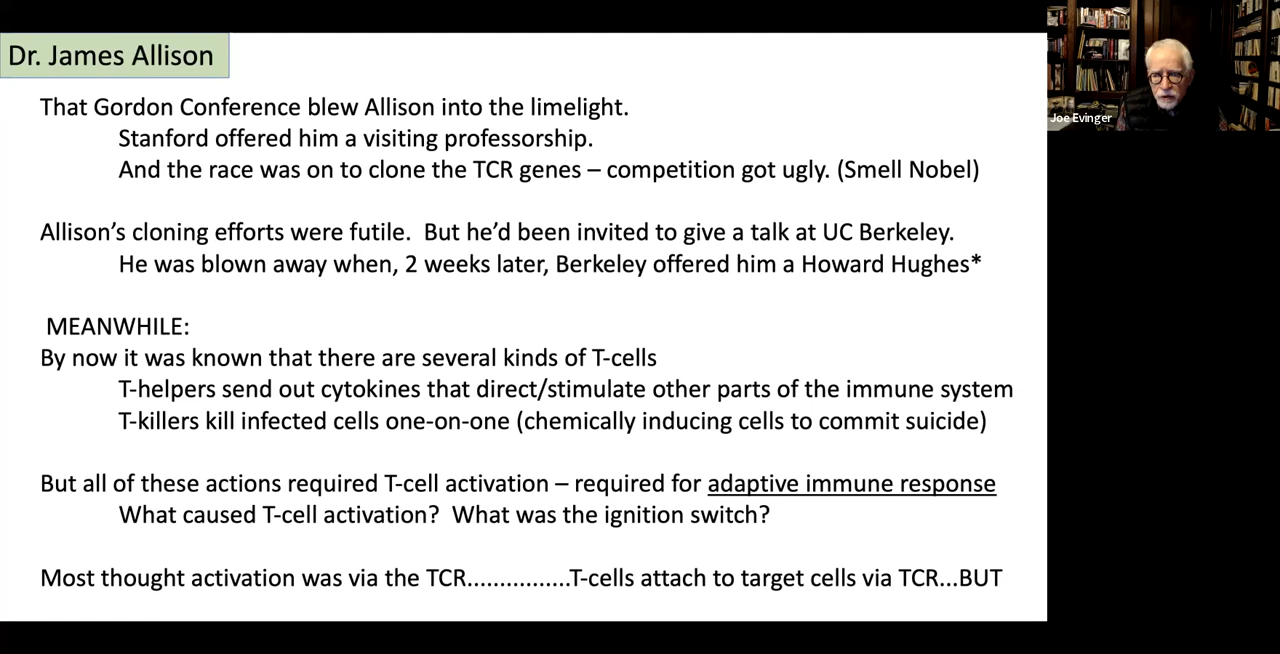 Dr. James Allison
That Gordon Conference blew Allison into the limelight.
Stanford offered him a visiting professorship.
And the race was on to clone the TCR genes – competition got ugly. (Smell Nobel)
Allison’s cloning efforts were futile.  But he’d been invited to give a talk at UC Berkeley.
He was blown away when, 2 weeks later, Berkeley offered him a Howard Hughes*
MEANWHILE:
By now it was known that there are several kinds of T-cells
T-helpers send out cytokines that direct/stimulate other parts of the immune system
T-killers kill infected cells one-on-one (chemically inducing cells to commit suicide)
But all of these actions required T-cell activation – required for adaptive immune response
What caused T-cell activation?  What was the ignition switch?
Most thought activation was via the TCR................T-cells attach to target cells via TCR...BUT
Joe Evinger